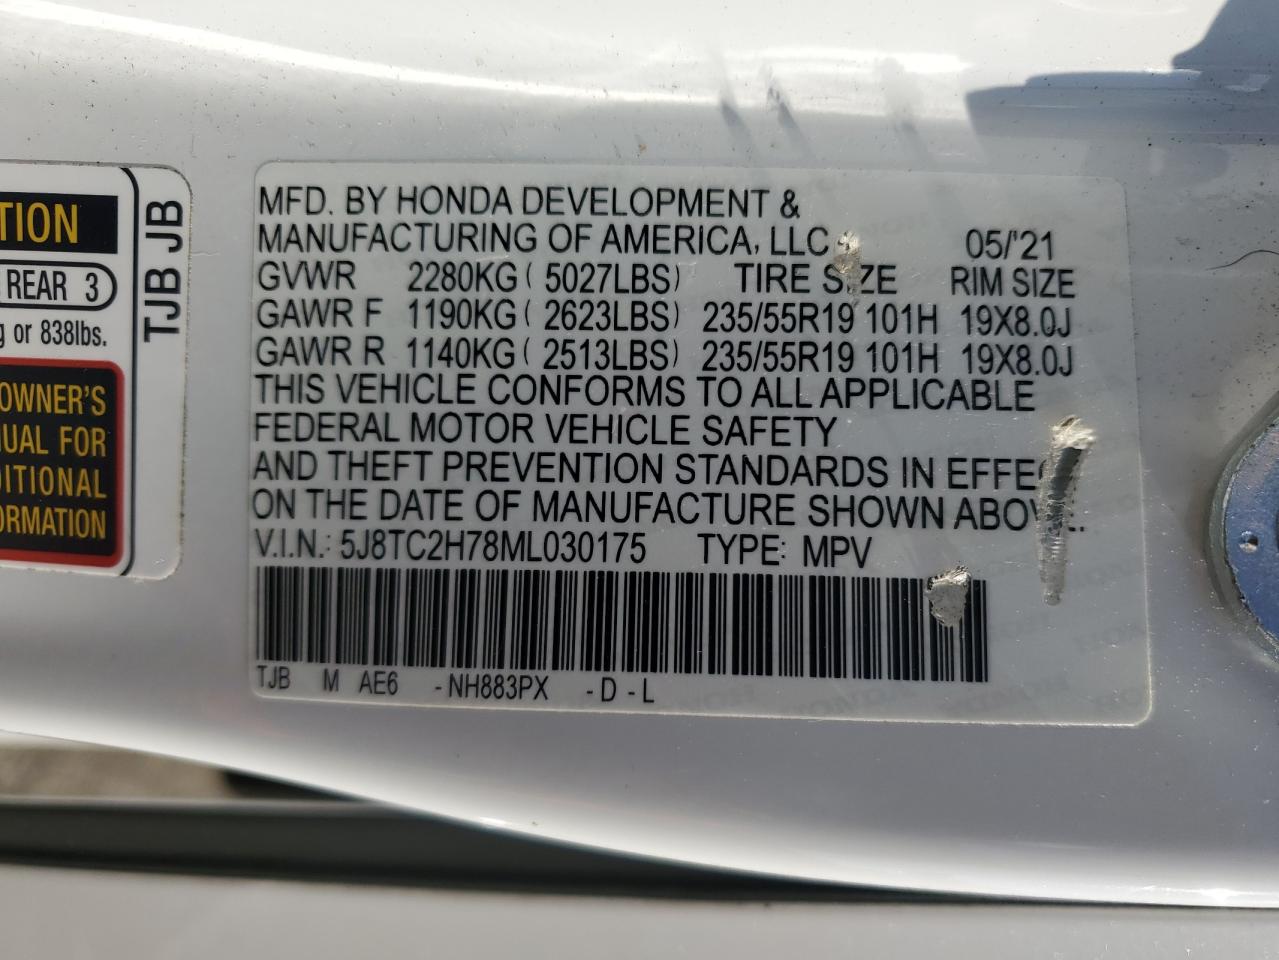 TION
REAR 3
g or 838lbs.
OWNER'S
UAL FOR
DITIONAL
ORMATION
TJB JB
MFD. BY HONDA DEVELOPMENT &
MANUFACTURING OF AMERICA, LLC 05/'21
GVWR 2280KG ( 5027LBS) TIRE SIZE RIM SIZE
GAWR F 1190KG ( 2623LBS) 235/55R19 101H 19X8.0J
GAWR R 1140KG ( 2513LBS) 235/55R19 101H 19X8.0J
THIS VEHICLE CONFORMS TO ALL APPLICABLE
FEDERAL MOTOR VEHICLE SAFETY
AND THEFT PREVENTION STANDARDS IN EFFEC
ON THE DATE OF MANUFACTURE SHOWN ABOVE.
V.I.N.: 5J8TC2H78ML030175 TYPE: MPV
TJB M AE6 -NH883PX -D -L